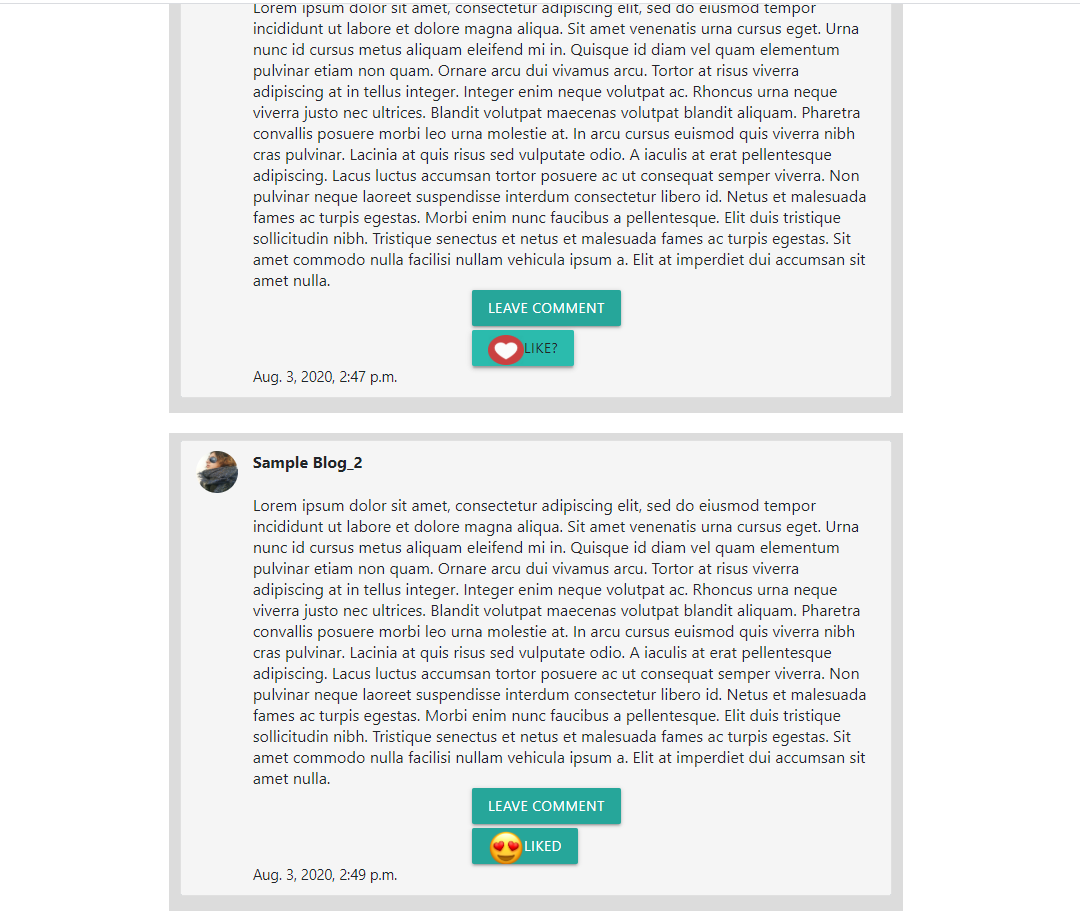 Lorem ipsum dolor sit amet, consectetur adipiscing elit, sed do eiusmod tempor
incididunt ut labore et dolore magna aliqua. Sit amet venenatis urna cursus eget. Urna
nunc id cursus metus aliquam eleifend mi in. Quisque id diam vel quam elementum
pulvinar etiam non quam. Ornare arcu dui vivamus arcu. Tortor at risus viverra
adipiscing at in tellus integer. Integer enim neque volutpat ac. Rhoncus urna neque
viverra justo nec ultrices. Blandit volutpat maecenas volutpat blandit aliquam. Pharetra
convallis posuere morbi leo urna molestie at. In arcu cursus euismod quis viverra nibh
cras pulvinar. Lacinia at quis risus sed vulputate odio. A iaculis at erat pellentesque
adipiscing. Lacus luctus accumsan tortor posuere ac ut consequat semper viverra. Non
pulvinar neque laoreet suspendisse interdum consectetur libero id. Netus et malesuada
fames ac turpis egestas. Morbi enim nunc faucibus a pellentesque. Elit duis tristique
sollicitudin nibh. Tristique senectus et netus et malesuada fames ac turpis egestas. Sit
amet commodo nulla facilisi nullam vehicula ipsum a. Elit at imperdiet dui accumsan sit
amet nulla.
LEAVE COMMENT
LIKE?
Aug. 3, 2020, 2:47 p.m.
Sample Blog_2
Lorem ipsum dolor sit amet, consectetur adipiscing elit, sed do eiusmod tempor
incididunt ut labore et dolore magna aliqua. Sit amet venenatis urna cursus eget. Urna
nunc id cursus metus aliquam eleifend mi in. Quisque id diam vel quam elementum
pulvinar etiam non quam. Ornare arcu dui vivamus arcu. Tortor at risus viverra
adipiscing at in tellus integer. Integer enim neque volutpat ac. Rhoncus urna neque
viverra justo nec ultrices. Blandit volutpat maecenas volutpat blandit aliquam. Pharetra
convallis posuere morbi leo urna molestie at. In arcu cursus euismod quis viverra nibh
cras pulvinar. Lacinia at quis risus sed vulputate odio. A iaculis at erat pellentesque
adipiscing. Lacus luctus accumsan tortor posuere ac ut consequat semper viverra. Non
pulvinar neque laoreet suspendisse interdum consectetur libero id. Netus et malesuada
fames ac turpis egestas. Morbi enim nunc faucibus a pellentesque. Elit duis tristique
sollicitudin nibh. Tristique senectus et netus et malesuada fames ac turpis egestas. Sit
amet commodo nulla facilisi nullam vehicula ipsum a. Elit at imperdiet dui accumsan sit
amet nulla.
LEAVE COMMENT
LIKED
Aug. 3, 2020, 2:49 p.m.